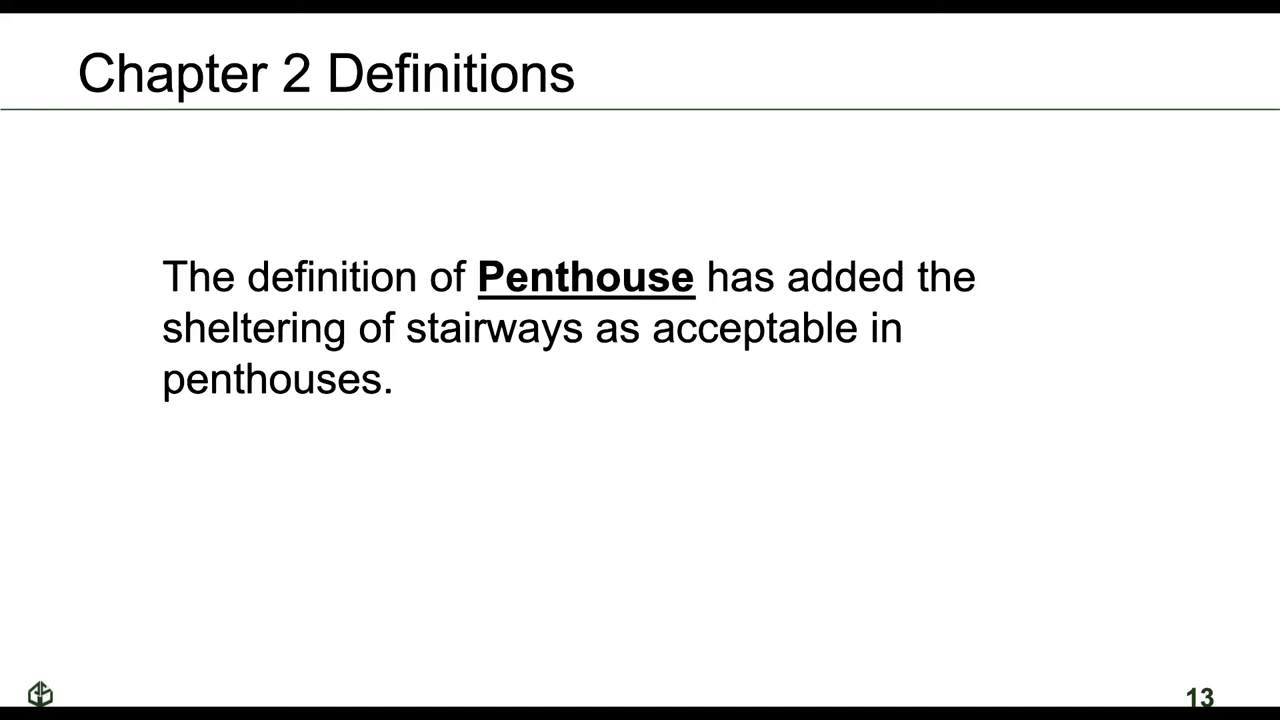 Chapter 2 Definitions
The definition of Penthouse has added the
sheltering of stairways as acceptable in
penthouses.
13